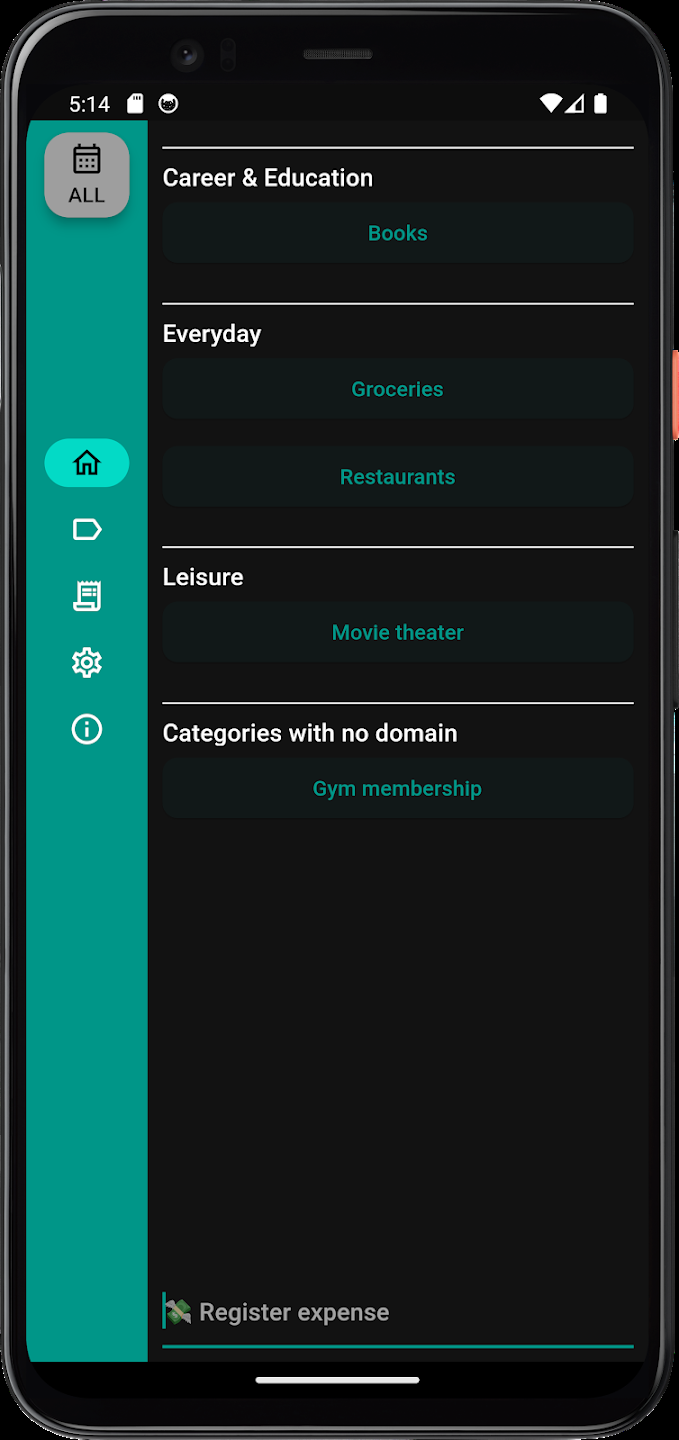 5:14
ALL
Career & Education
Books
Everyday
Groceries
Restaurants
Leisure
Movie theater
Categories with no domain
Gym membership
💸 Register expense